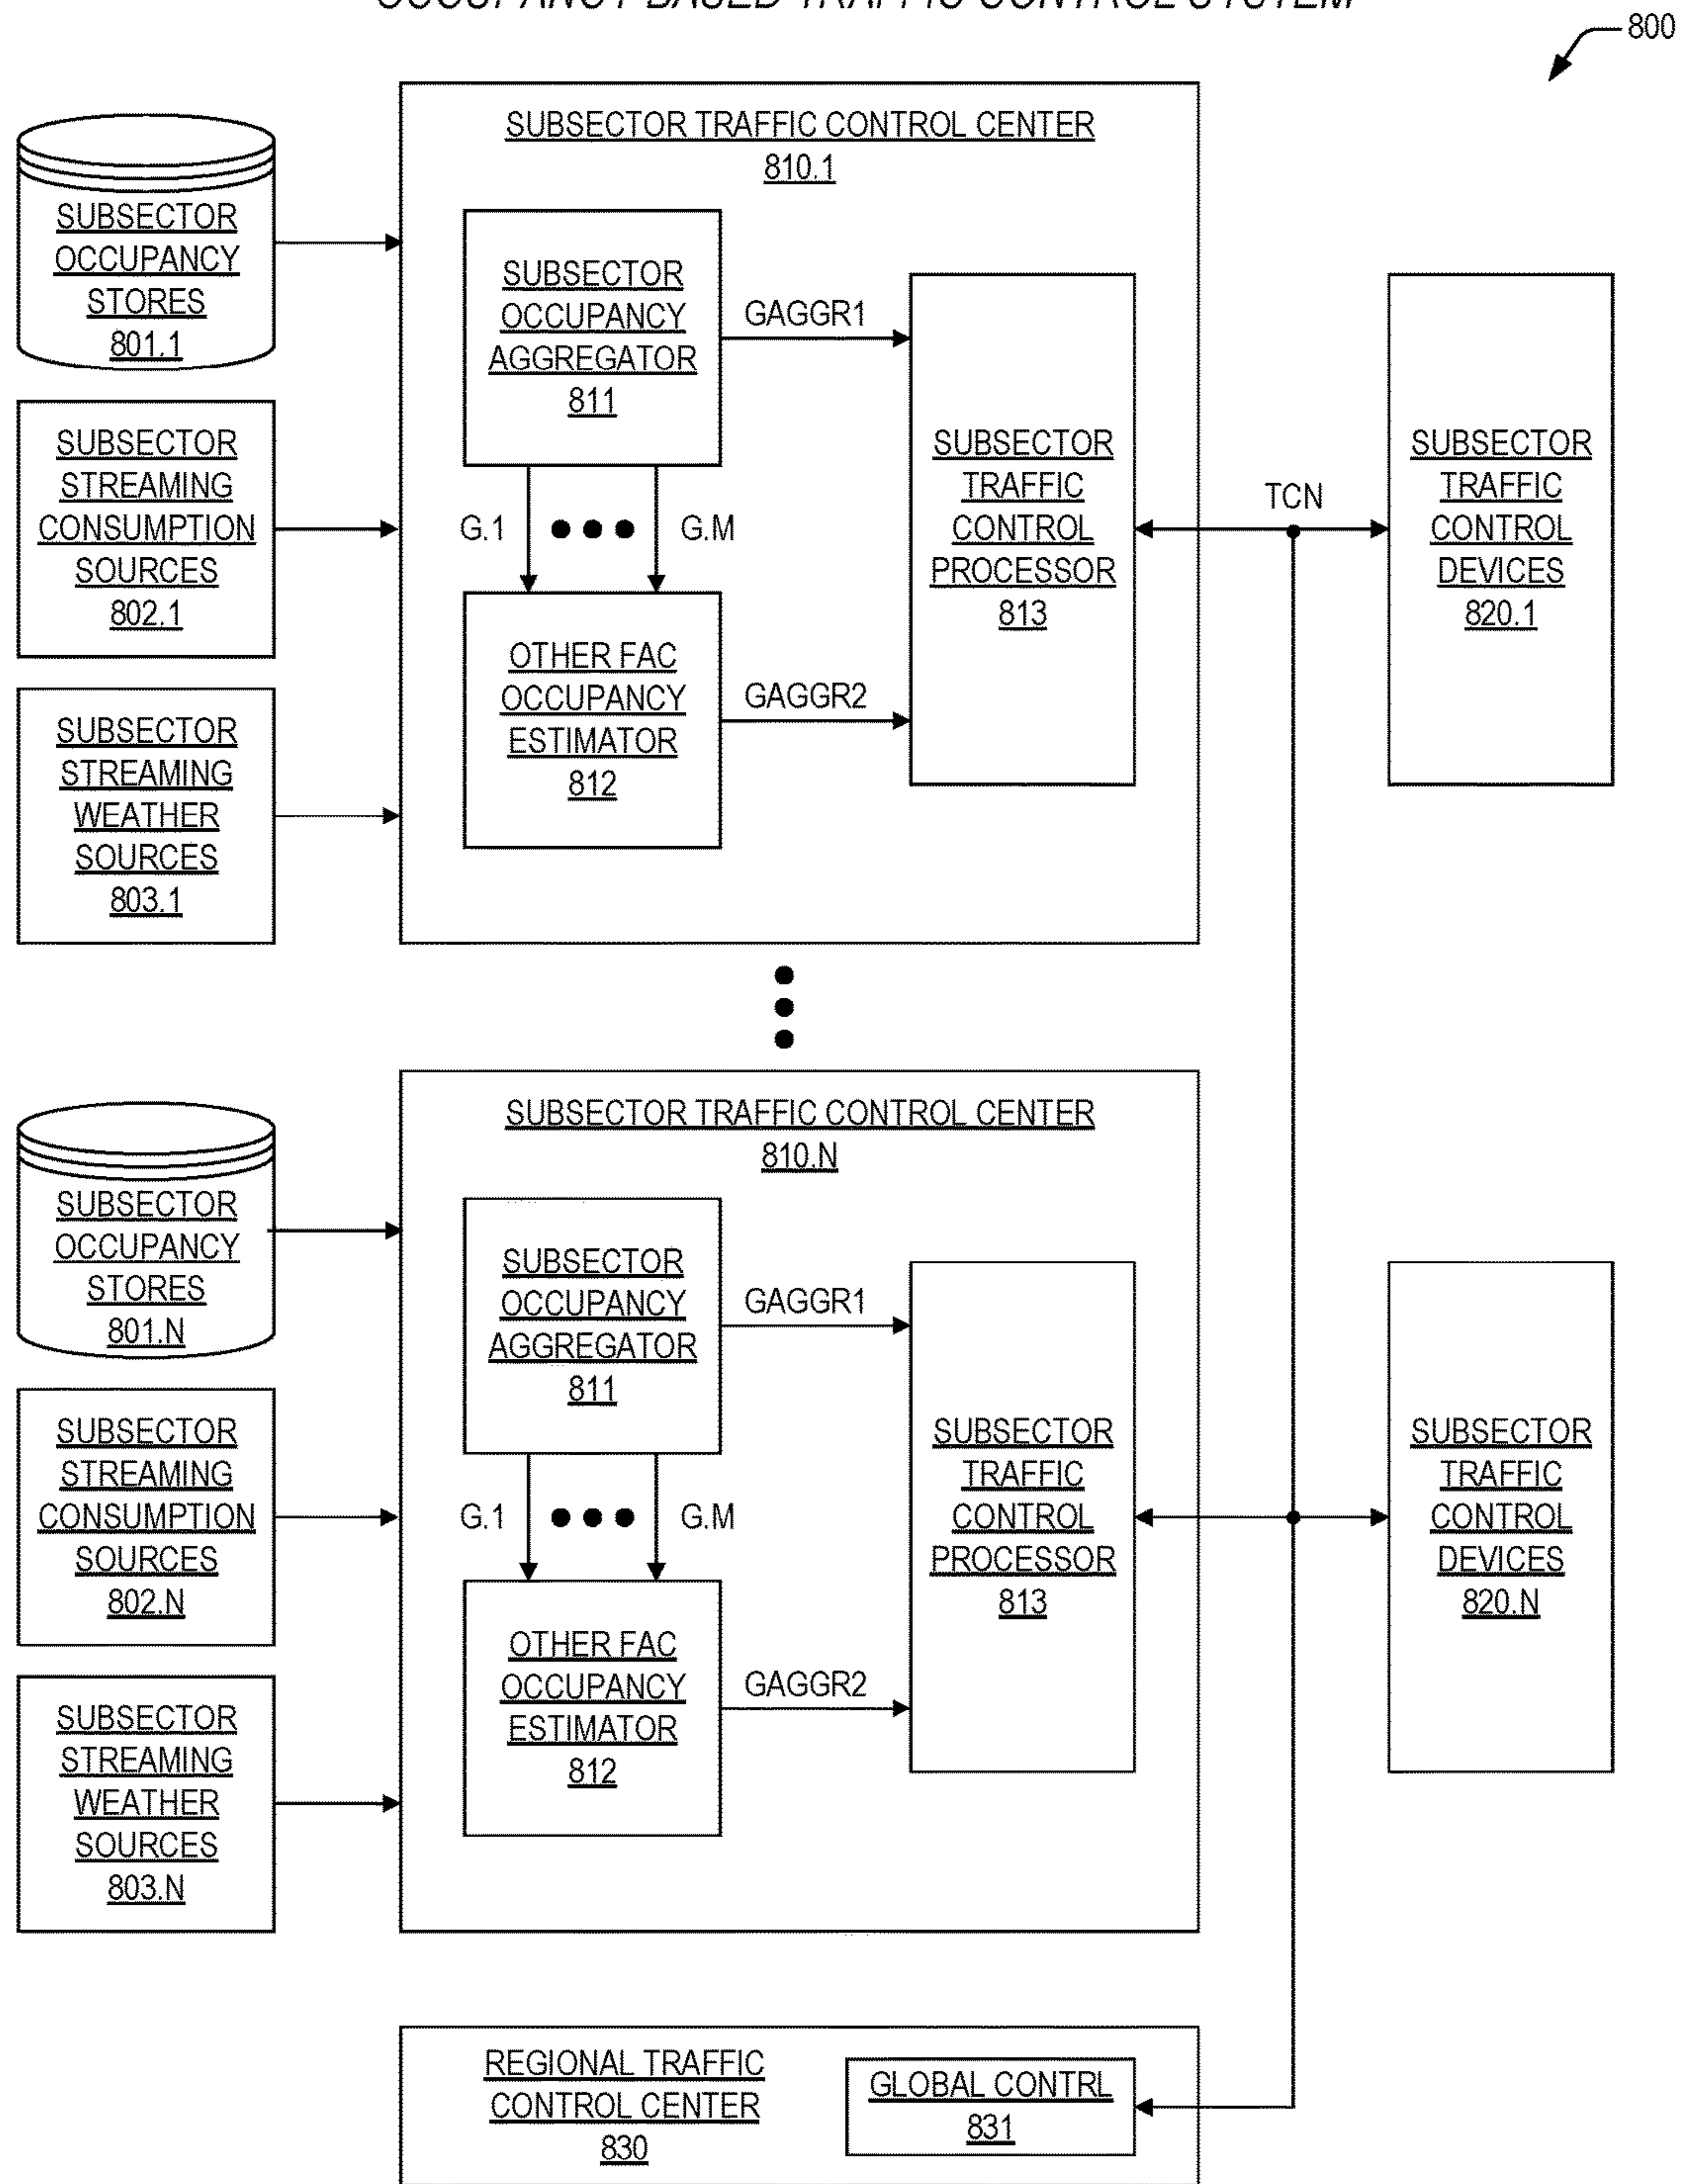 OCCUPANCY BASED TRAFFIC CONTROL SYSTEM
800
SUBSECTOR
OCCUPANCY
STORES
801.1
SUBSECTOR
STREAMING
CONSUMPTION
SOURCES
802.1
SUBSECTOR
STREAMING
WEATHER
SOURCES
803.1
SUBSECTOR TRAFFIC CONTROL CENTER
810.1
SUBSECTOR
OCCUPANCY
AGGREGATOR
811
GAGGR1
G.1
G.M
OTHER FAC
OCCUPANCY
ESTIMATOR
812
GAGGR2
SUBSECTOR
TRAFFIC
CONTROL
PROCESSOR
813
TCN
SUBSECTOR
TRAFFIC
CONTROL
DEVICES
820.1
SUBSECTOR
OCCUPANCY
STORES
801.N
SUBSECTOR
STREAMING
CONSUMPTION
SOURCES
802.N
SUBSECTOR
STREAMING
WEATHER
SOURCES
803.N
SUBSECTOR TRAFFIC CONTROL CENTER
810.N
SUBSECTOR
OCCUPANCY
AGGREGATOR
811
GAGGR1
G.1
G.M
OTHER FAC
OCCUPANCY
ESTIMATOR
812
GAGGR2
SUBSECTOR
TRAFFIC
CONTROL
PROCESSOR
813
SUBSECTOR
TRAFFIC
CONTROL
DEVICES
820.N
REGIONAL TRAFFIC
CONTROL CENTER
830
GLOBAL CONTRL
831